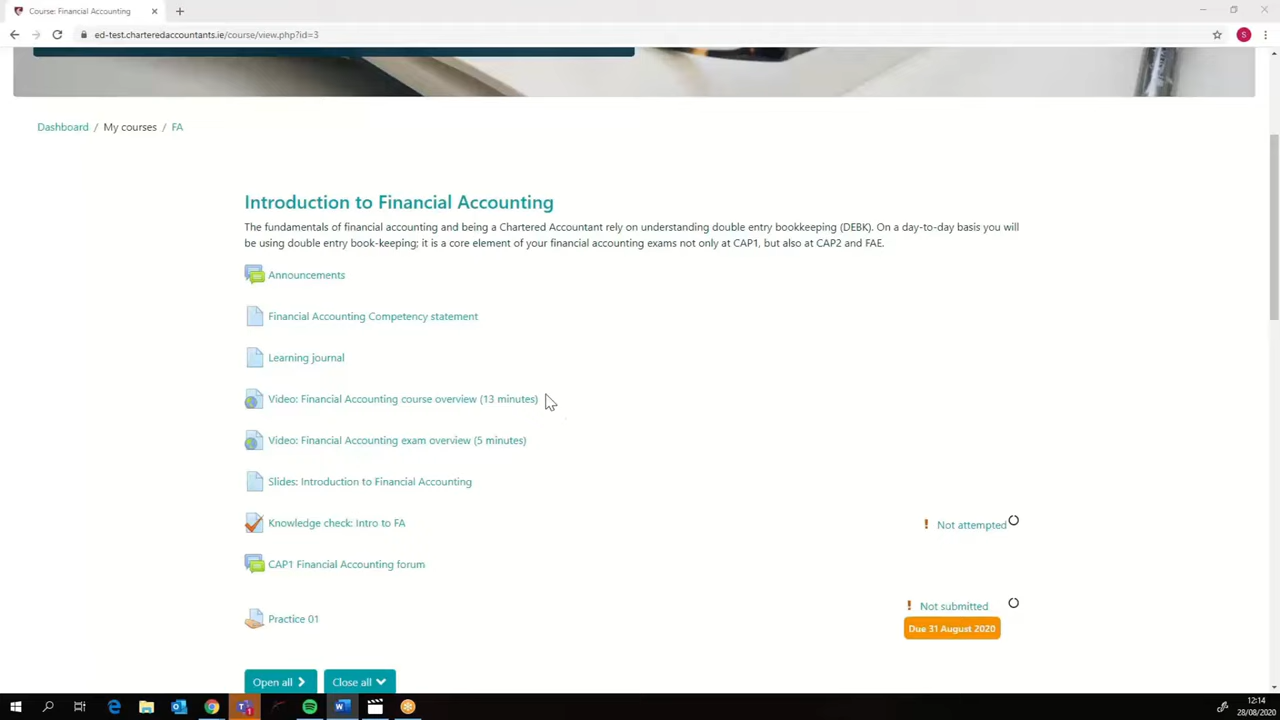 Course: Financial Accounting
ed-test.charteredaccountants.ie/course/view.php?id=3
S
Dashboard / My courses / FA
Introduction to Financial Accounting
The fundamentals of financial accounting and being a Chartered Accountant rely on understanding double entry bookkeeping (DEBK). On a day-to-day basis you will
be using double entry book-keeping; it is a core element of your financial accounting exams not only at CAP1, but also at CAP2 and FAE.
Announcements
Financial Accounting Competency statement
Learning journal
Video: Financial Accounting course overview (13 minutes)
Video: Financial Accounting exam overview (5 minutes)
Slides: Introduction to Financial Accounting
Knowledge check: Intro to FA
Not attempted
CAP1 Financial Accounting forum
Not submitted
Practice 01
Due 31 August 2020
Open all
Close all
12:14
28/08/2020